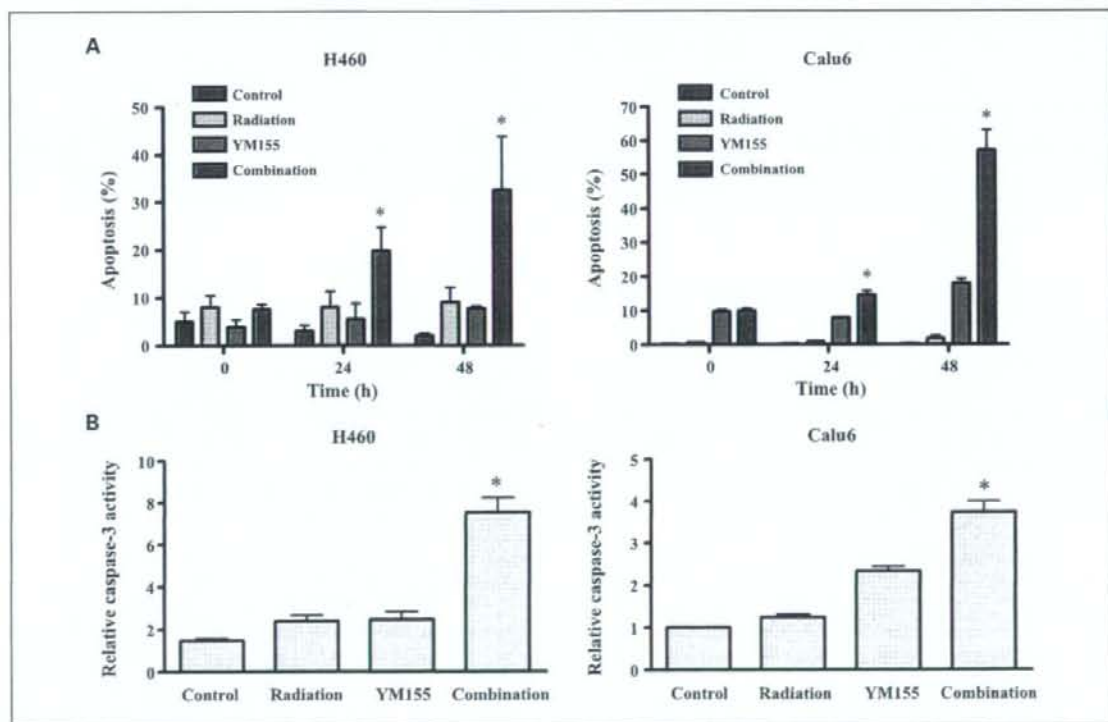 A
H460
Control
Radiation
YM155
Combination
Apoptosis (%)
50
40
30
20
10
0
*
*
0
24
48
Time (h)
Calu6
Control
Radiation
YM155
Combination
Apoptosis (%)
70
60
50
40
30
20
10
0
*
*
0
24
48
Time (h)
B
H460
Relative caspase-3 activity
10
8
6
4
2
0
*
Control Radiation YM155 Combination
Calu6
Relative caspase-3 activity
5
4
3
2
1
0
*
Control Radiation YM155 Combination